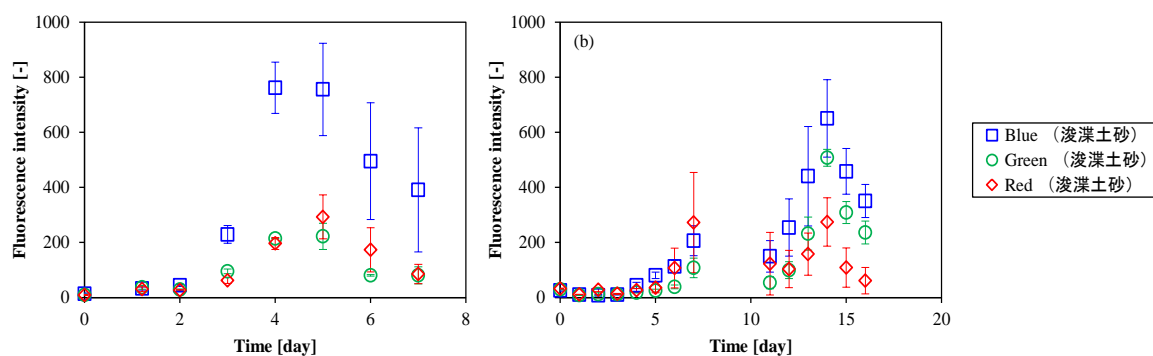 1000
800
600
400
200
0
0 2 4 6 8
Fluorescence intensity [-]
Time [day]
(b)
1000
800
600
400
200
0
0 5 10 15 20
Fluorescence intensity [-]
Time [day]
Blue （浚渫土砂）
Green （浚渫土砂）
Red （浚渫土砂）